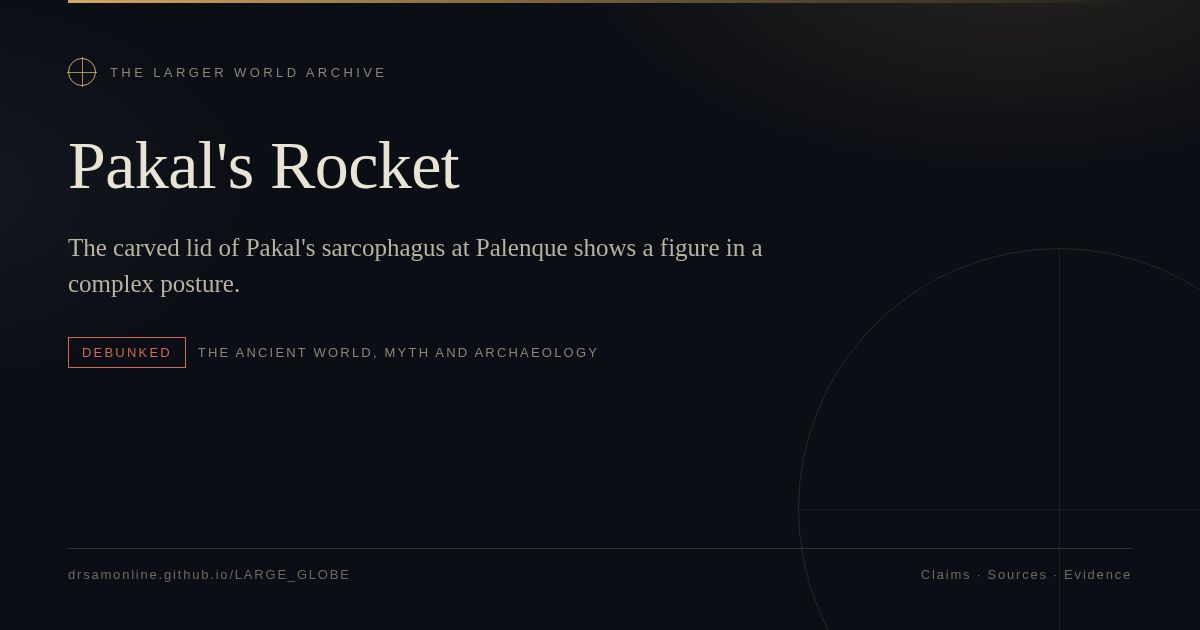 THE LARGER WORLD ARCHIVE
Pakal's Rocket
The carved lid of Pakal's sarcophagus at Palenque shows a figure in a
complex posture.
DEBUNKED THE ANCIENT WORLD, MYTH AND ARCHAEOLOGY
drsamonline.github.io/LARGE_GLOBE Claims · Sources · Evidence